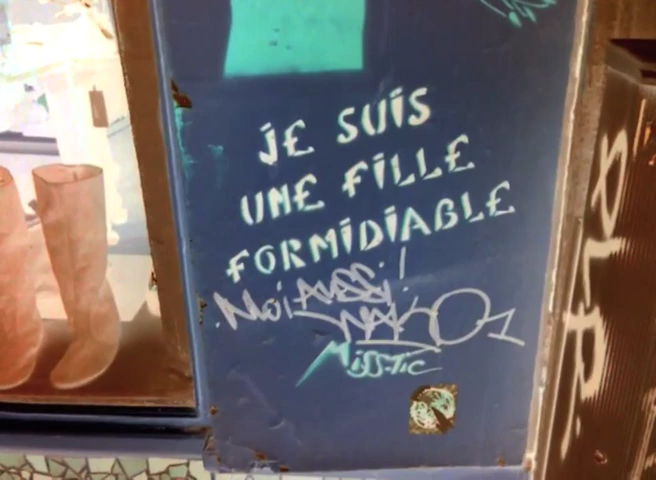 JE SUIS
UNE FILLE
FORMIDIABLE
Moi AUSSi!
Miss-Tic